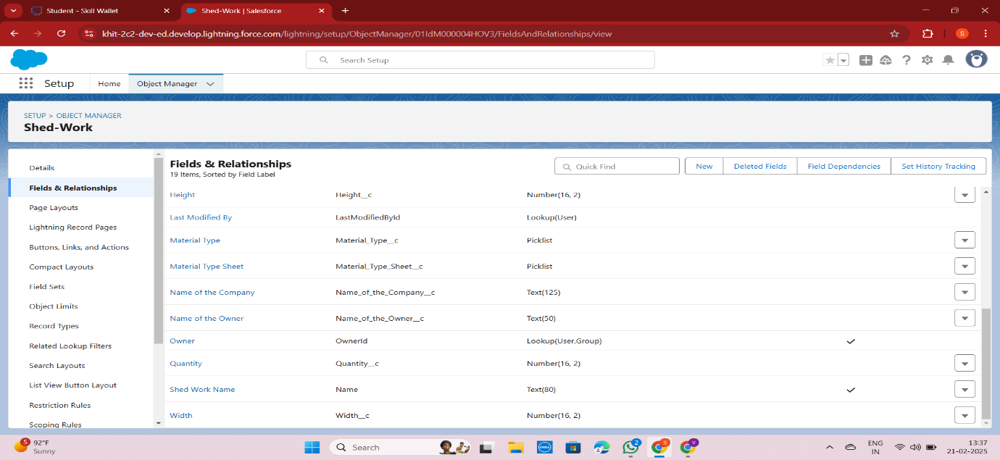 Student - Skill Wallet
Shed-Work | Salesforce
khit-2c2-dev-ed.develop.lightning.force.com/lightning/setup/ObjectManager/01IdM000004HOV3/FieldsAndRelationships/view
S
Search Setup
Setup
Home
Object Manager
SETUP > OBJECT MANAGER
Shed-Work
Details
Fields & Relationships
Page Layouts
Lightning Record Pages
Buttons, Links, and Actions
Compact Layouts
Field Sets
Object Limits
Record Types
Related Lookup Filters
Search Layouts
List View Button Layout
Restriction Rules
Scoping Rules
Fields & Relationships
19 Items, Sorted by Field Label
Quick Find
New
Deleted Fields
Field Dependencies
Set History Tracking
Height Height__c Number(16, 2)
Last Modified By LastModifiedById Lookup(User)
Material Type Material_Type__c Picklist
Material Type Sheet Material_Type_Sheet__c Picklist
Name of the Company Name_of_the_Company__c Text(125)
Name of the Owner Name_of_the_Owner__c Text(50)
Owner OwnerId Lookup(User,Group)
Quantity Quantity__c Number(16, 2)
Shed Work Name Name Text(80)
Width Width__c Number(16, 2)
5
92°F
Sunny
Search
DELL
2
S
V
ENG
IN
13:37
21-02-2025